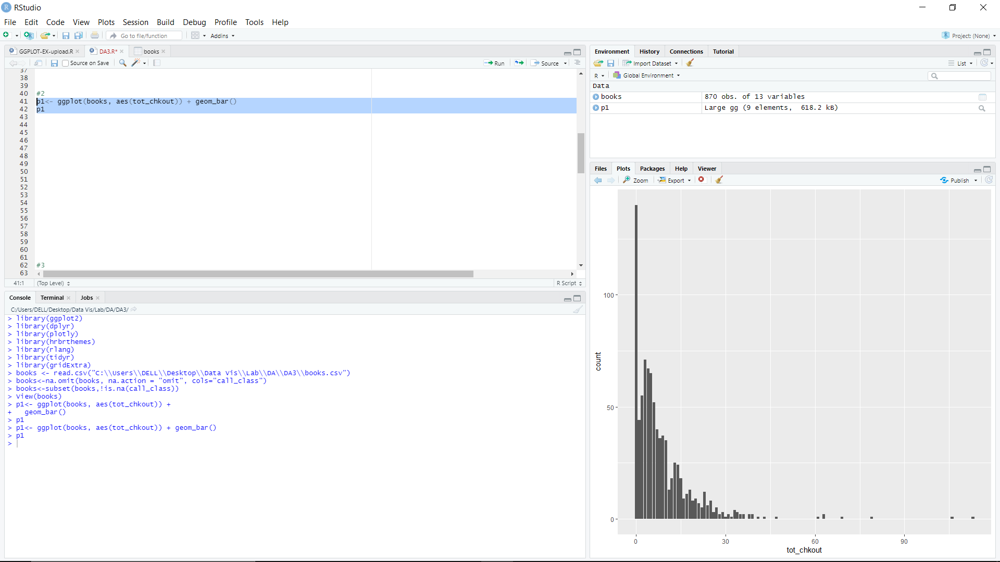 RStudio
File Edit Code View Plots Session Build Debug Profile Tools Help
Go to file/function Addins Project: (None)
GGPLOT-EX-upload.R DA3.R* books
Source on Save Run Source
37
38
39
40 #2
41 p1<- ggplot(books, aes(tot_chkout)) + geom_bar()
42 p1
43
44
45
46
47
48
49
50
51
52
53
54
55
56
57
58
59
60
61
62 #3
63
41:1 (Top Level) R Script
Console Terminal Jobs
C:/Users/DELL/Desktop/Data Vis/Lab/DA/DA3/
> library(ggplot2)
> library(dplyr)
> library(plotly)
> library(hrbrthemes)
> library(rlang)
> library(tidyr)
> library(gridExtra)
> books <- read.csv("C:\\Users\\DELL\\Desktop\\Data Vis\\Lab\\DA\\DA3\\books.csv")
> books<-na.omit(books, na.action = "omit", cols="call_class")
> books<-subset(books,!is.na(call_class))
> View(books)
> p1<- ggplot(books, aes(tot_chkout)) +
+   geom_bar()
> p1
> p1<- ggplot(books, aes(tot_chkout)) + geom_bar()
> p1
>
Environment History Connections Tutorial
Import Dataset List
R Global Environment
Data
books 870 obs. of 13 variables
p1 Large gg (9 elements, 618.2 kB)
Files Plots Packages Help Viewer
Zoom Export Publish
count
100
50
0
0 30 60 90
tot_chkout